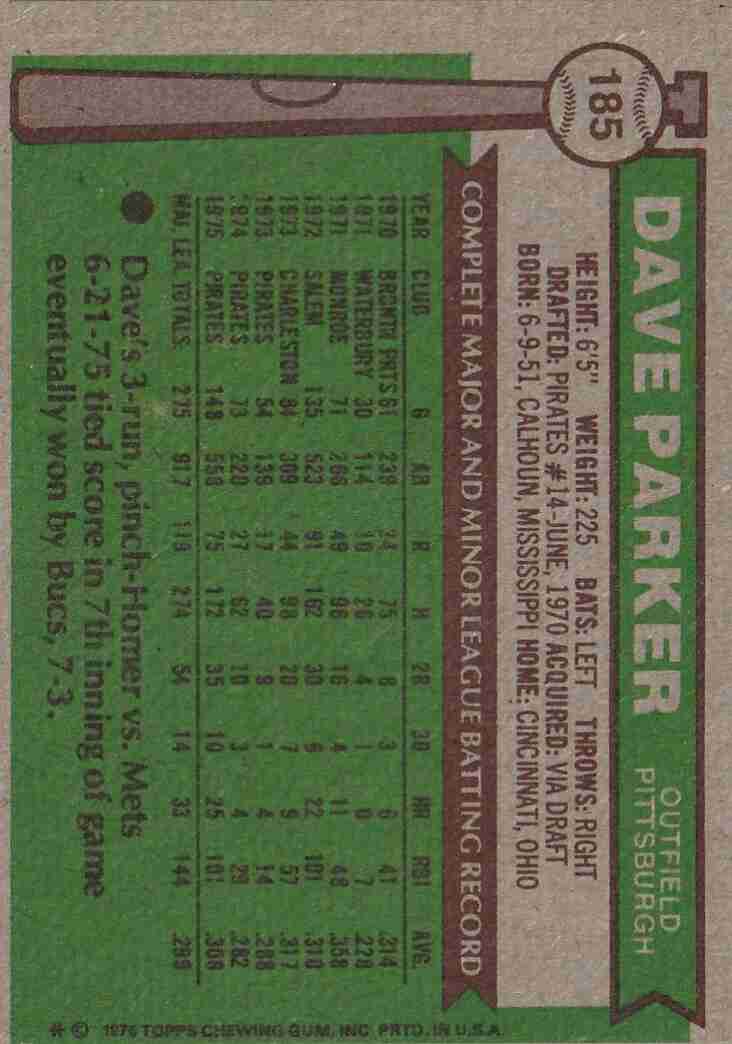 185
DAVE PARKER
OUTFIELD
PITTSBURGH
HEIGHT: 6'5" WEIGHT: 225 BATS: LEFT THROWS: RIGHT
DRAFTED: PIRATES #14-JUNE, 1970 ACQUIRED: VIA DRAFT
BORN: 6-9-51, CALHOUN, MISSISSIPPI HOME: CINCINNATI, OHIO
COMPLETE MAJOR AND MINOR LEAGUE BATTING RECORD
YEAR CLUB G AB R H 2B 3B HR RBI AVG.
1970 BRDNTN PRTS 61 239 34 75 8 3 6 41 .314
1971 WATERBURY 30 114 10 26 4 1 0 7 .228
1971 MONROE 71 266 49 96 16 4 11 48 .358
1972 SALEM 135 523 91 162 30 6 22 101 .310
1973 CHARLESTON 84 309 44 98 20 7 9 57 .317
1973 PIRATES 54 139 17 40 9 1 4 14 .288
1974 PIRATES 73 220 27 62 10 3 4 29 .282
1975 PIRATES 148 558 75 172 35 10 25 101 .308
MAJ. LEA. TOTALS 275 917 119 274 54 14 33 144 .299
Dave's 3-run, pinch-Homer vs. Mets
6-21-75 tied score in 7th inning of game
eventually won by Bucs, 7-3.
* © 1976 TOPPS CHEWING GUM, INC PRTD. IN U.S.A.